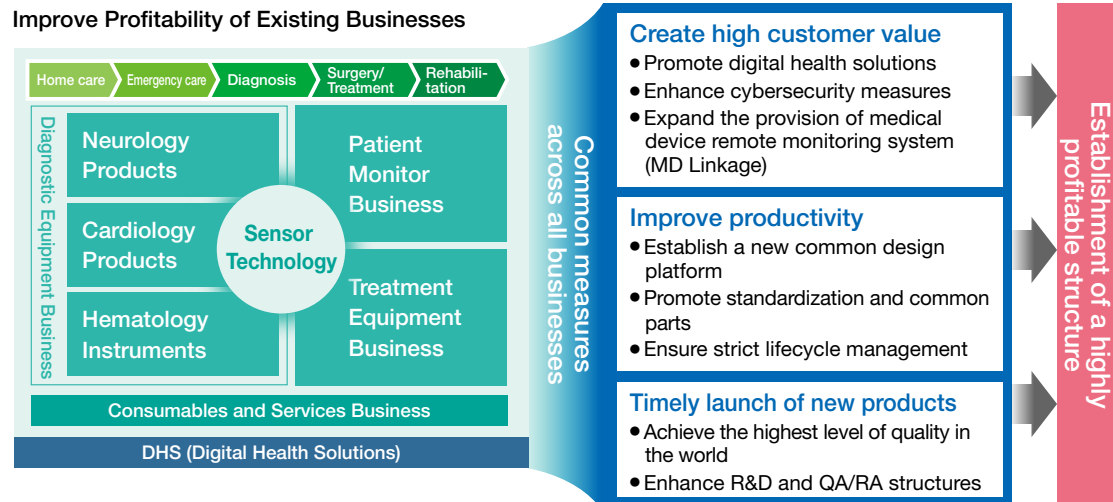 Improve Profitability of Existing Businesses
Home care
Emergency care
Diagnosis
Surgery/
Treatment
Rehabili-
tation
Diagnostic Equipment Business
Neurology
Products
Cardiology
Products
Hematology
Instruments
Sensor
Technology
Patient
Monitor
Business
Treatment
Equipment
Business
Consumables and Services Business
DHS (Digital Health Solutions)
Common measures
across all businesses
Create high customer value
● Promote digital health solutions
● Enhance cybersecurity measures
● Expand the provision of medical
device remote monitoring system
(MD Linkage)
Improve productivity
● Establish a new common design
platform
● Promote standardization and common
parts
● Ensure strict lifecycle management
Timely launch of new products
● Achieve the highest level of quality in
the world
● Enhance R&D and QA/RA structures
Establishment of a highly
profitable structure